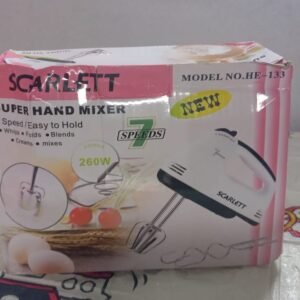 SCARLETT
MODEL NO.HE-133
SUPER HAND MIXER
Speed/Easy to Hold
NEW
• Whips • Folds • Blends
• Creams • mixes
7
SPEEDS
260W
SCARLETT